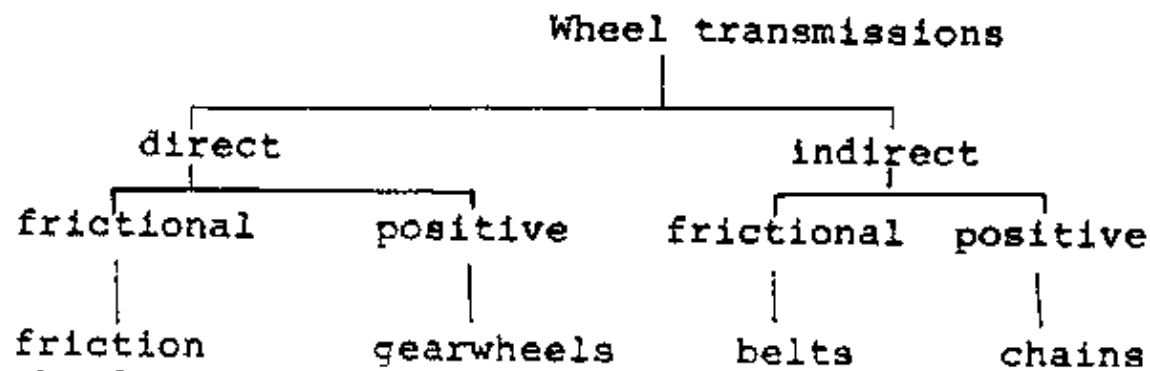 Wheel transmissions
direct indirect
frictional positive frictional positive
friction gearwheels belts chains